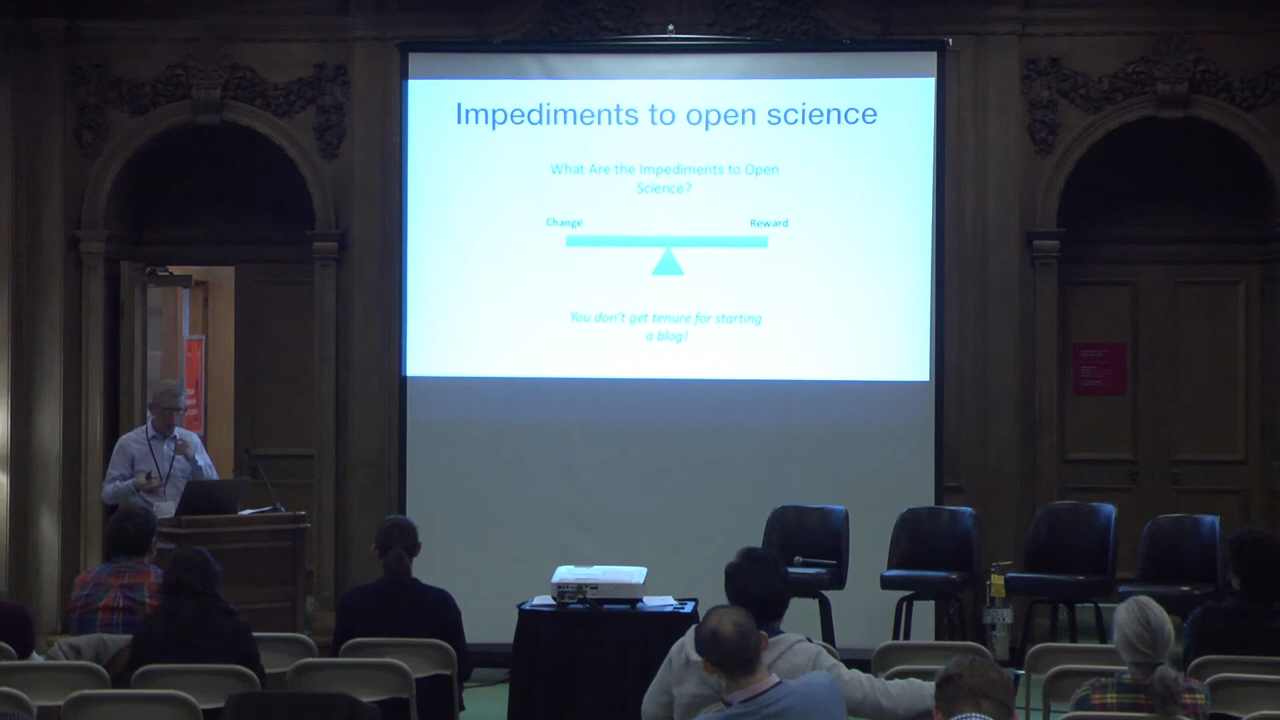 Impediments to open science
What Are the Impediments to Open
Science?
Change
Reward
You don't get tenure for starting
a blog!